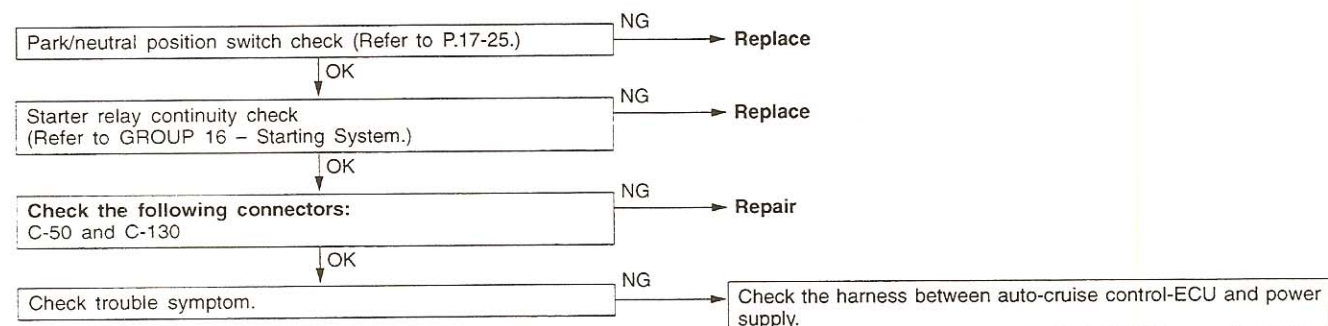 NG
Park/neutral position switch check (Refer to P.17-25.)
Replace
OK
NG
Starter relay continuity check
(Refer to GROUP 16 – Starting System.)
Replace
OK
NG
Check the following connectors:
C-50 and C-130
Repair
OK
NG
Check trouble symptom.
Check the harness between auto-cruise control-ECU and power
supply.